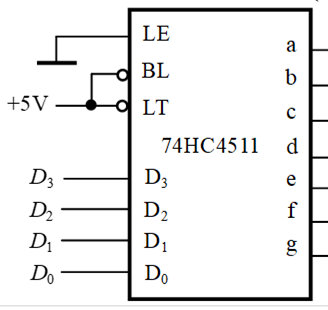 LE
a
BL
b
+5V
LT
c
74HC4511
d
D₃
D₃
e
D₂
D₂
f
D₁
D₁
g
D₀
D₀